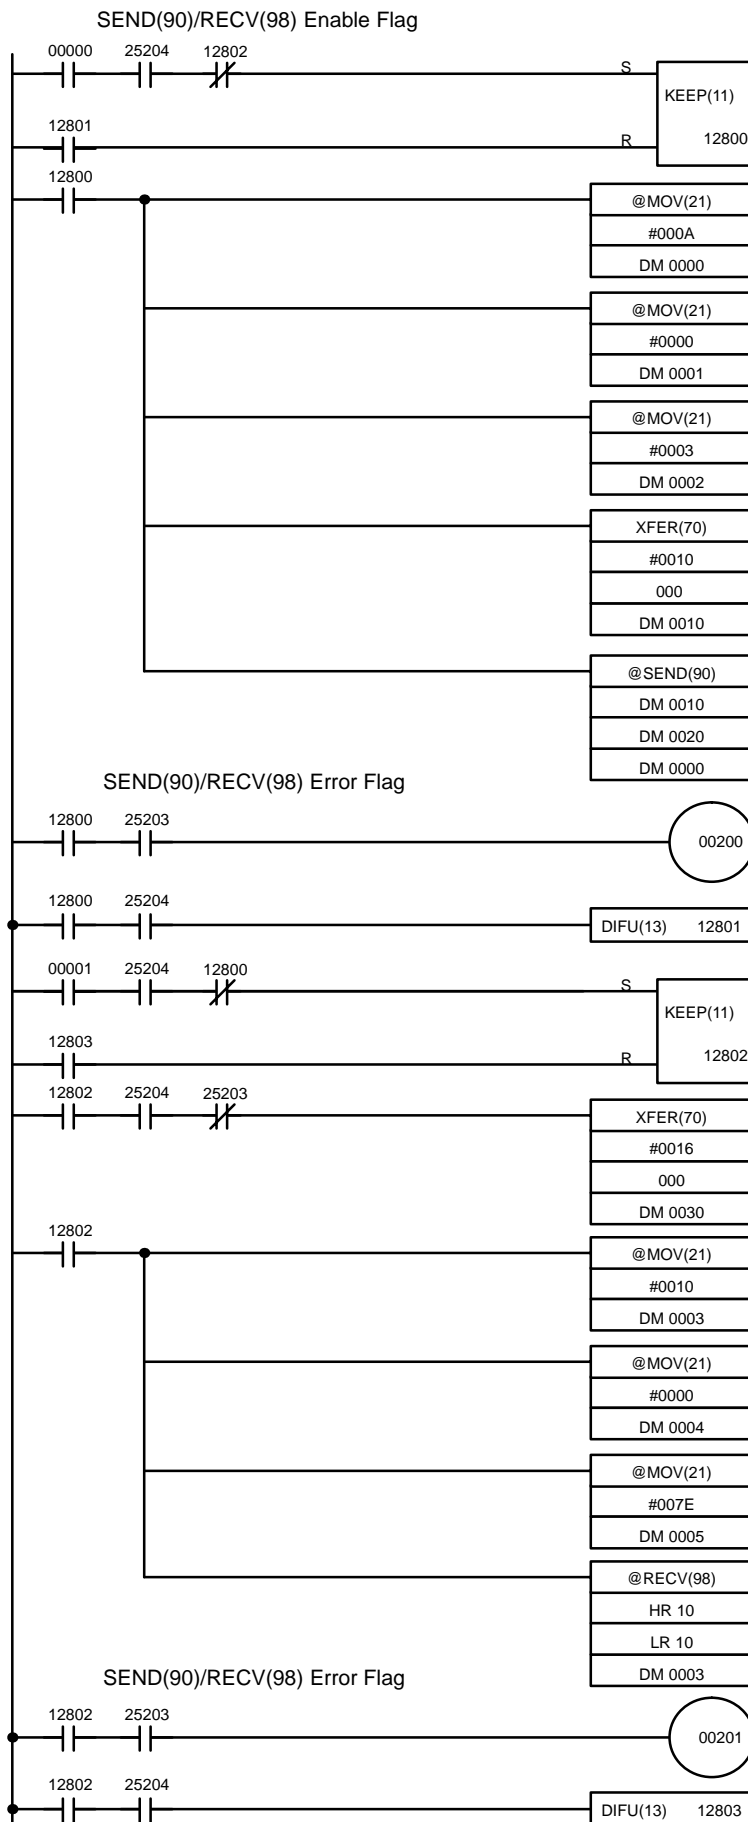 SEND(90)/RECV(98) Enable Flag
00000 25204 12802
S
KEEP(11)
12800
12801
R
12800
@MOV(21)
#000A
DM 0000
@MOV(21)
#0000
DM 0001
@MOV(21)
#0003
DM 0002
XFER(70)
#0010
000
DM 0010
@SEND(90)
DM 0010
DM 0020
DM 0000
SEND(90)/RECV(98) Error Flag
12800 25203
00200
12800 25204
DIFU(13) 12801
00001 25204 12800
S
KEEP(11)
12802
12803
R
12802 25204 25203
XFER(70)
#0016
000
DM 0030
12802
@MOV(21)
#0010
DM 0003
@MOV(21)
#0000
DM 0004
@MOV(21)
#007E
DM 0005
@RECV(98)
HR 10
LR 10
DM 0003
SEND(90)/RECV(98) Error Flag
12802 25203
00201
12802 25204
DIFU(13) 12803